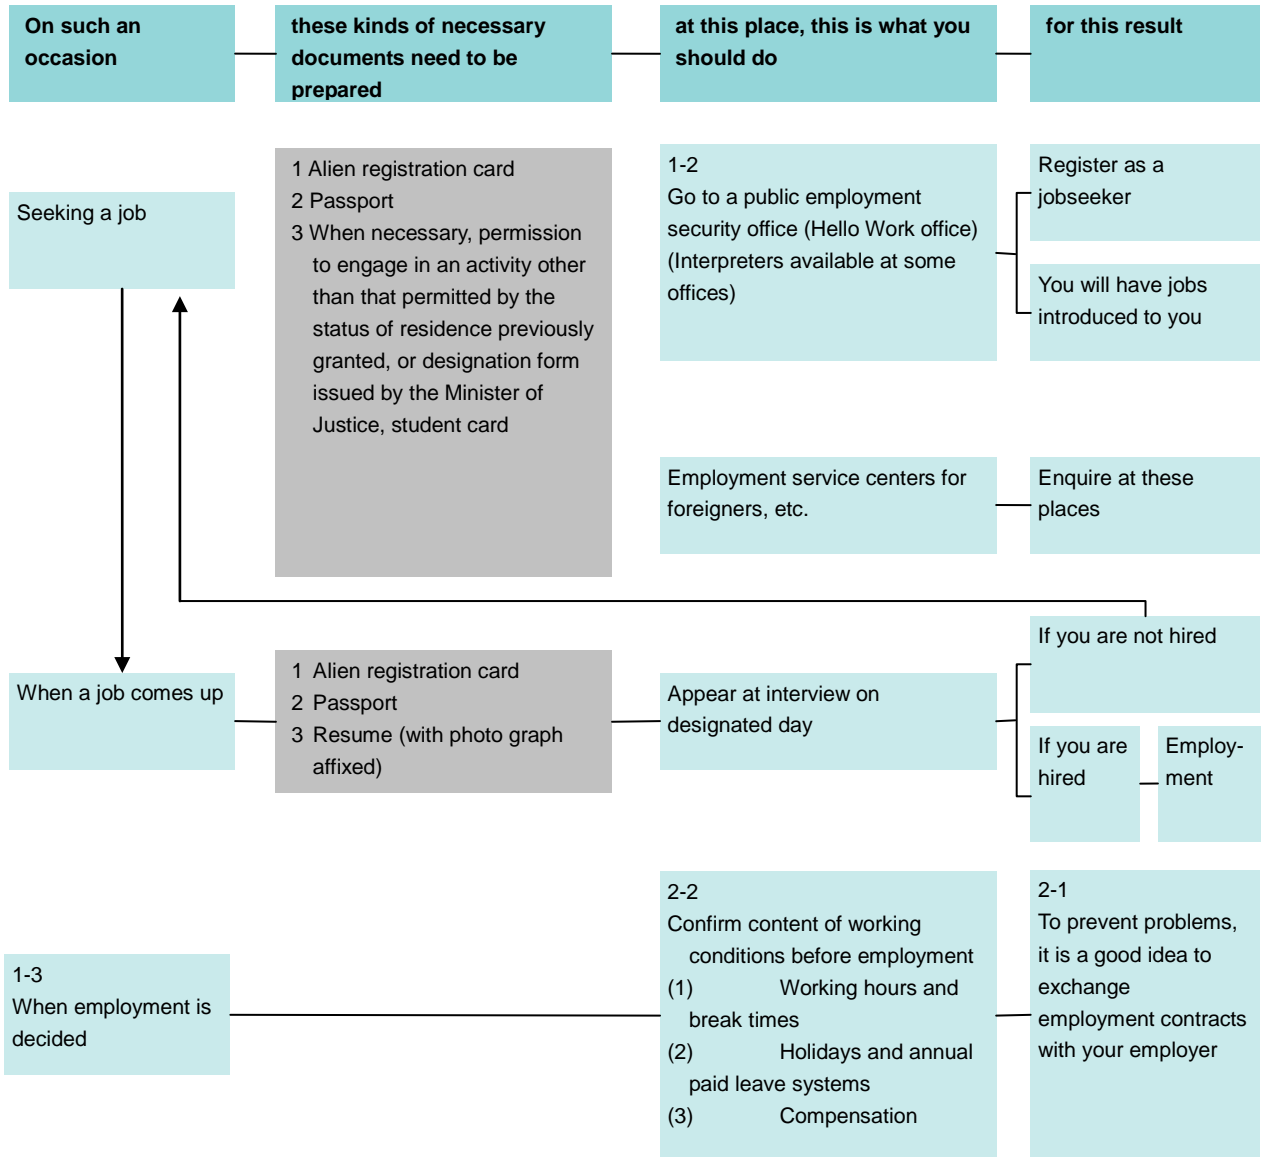 On such an
occasion
these kinds of necessary
documents need to be
prepared
at this place, this is what you
should do
for this result
Seeking a job
1 Alien registration card
2 Passport
3 When necessary, permission
to engage in an activity other
than that permitted by the
status of residence previously
granted, or designation form
issued by the Minister of
Justice, student card
1-2
Go to a public employment
security office (Hello Work office)
(Interpreters available at some
offices)
Register as a
jobseeker
You will have jobs
introduced to you
Employment service centers for
foreigners, etc.
Enquire at these
places
When a job comes up
1 Alien registration card
2 Passport
3 Resume (with photo graph
affixed)
Appear at interview on
designated day
If you are not hired
If you are
hired
Employ-
ment
1-3
When employment is
decided
2-2
Confirm content of working
conditions before employment
(1) Working hours and
break times
(2) Holidays and annual
paid leave systems
(3) Compensation
2-1
To prevent problems,
it is a good idea to
exchange
employment contracts
with your employer